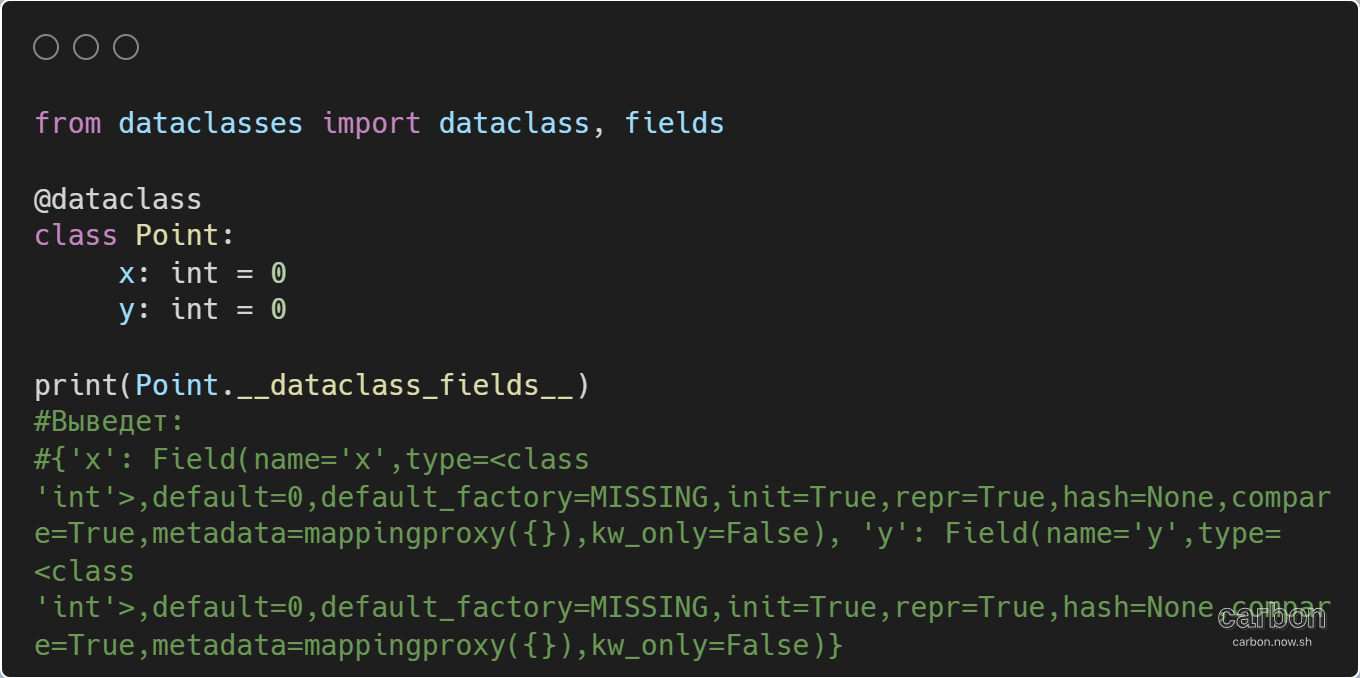 from dataclasses import dataclass, fields
@dataclass
class Point:
     x: int = 0
     y: int = 0
print(Point.__dataclass_fields__)
#Выведет:
#{'x': Field(name='x',type=<class
'int'>,default=0,default_factory=MISSING,init=True,repr=True,hash=None,compar
e=True,metadata=mappingproxy({}),kw_only=False), 'y': Field(name='y',type=
<class
'int'>,default=0,default_factory=MISSING,init=True,repr=True,hash=None,compar
e=True,metadata=mappingproxy({}),kw_only=False)}
carbon
carbon.now.sh